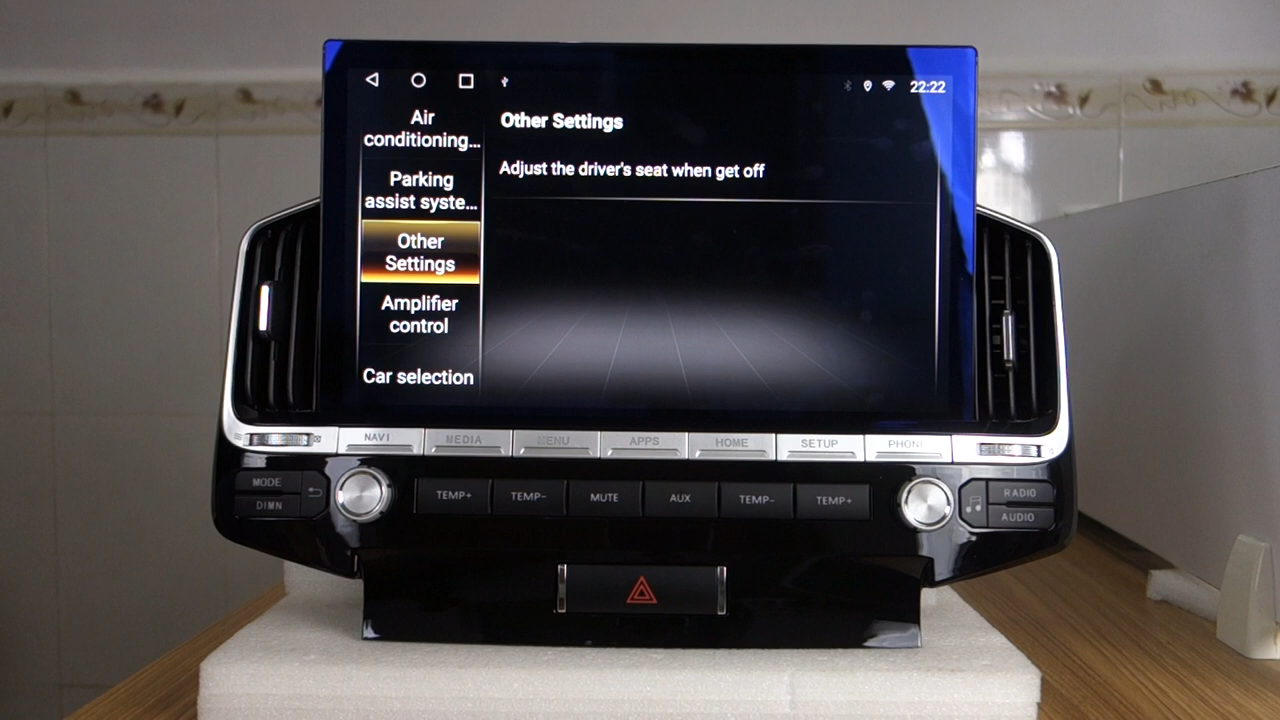 22:22
Air
conditioning...
Parking
assist syste...
Other
Settings
Amplifier
control
Car selection
Other Settings
Adjust the driver's seat when get off
NAVI
MEDIA
MENU
APPS
HOME
SETUP
PHONE
MODE
DIMN
TEMP+
TEMP-
MUTE
AUX
TEMP-
TEMP+
RADIO
AUDIO